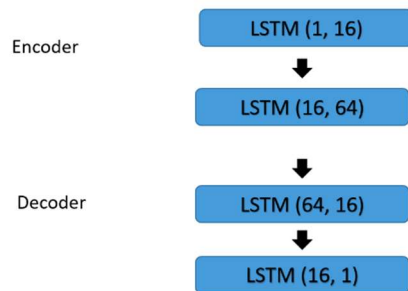 LSTM (1, 16)
Encoder
LSTM (16, 64)
LSTM (64, 16)
Decoder
LSTM (16, 1)